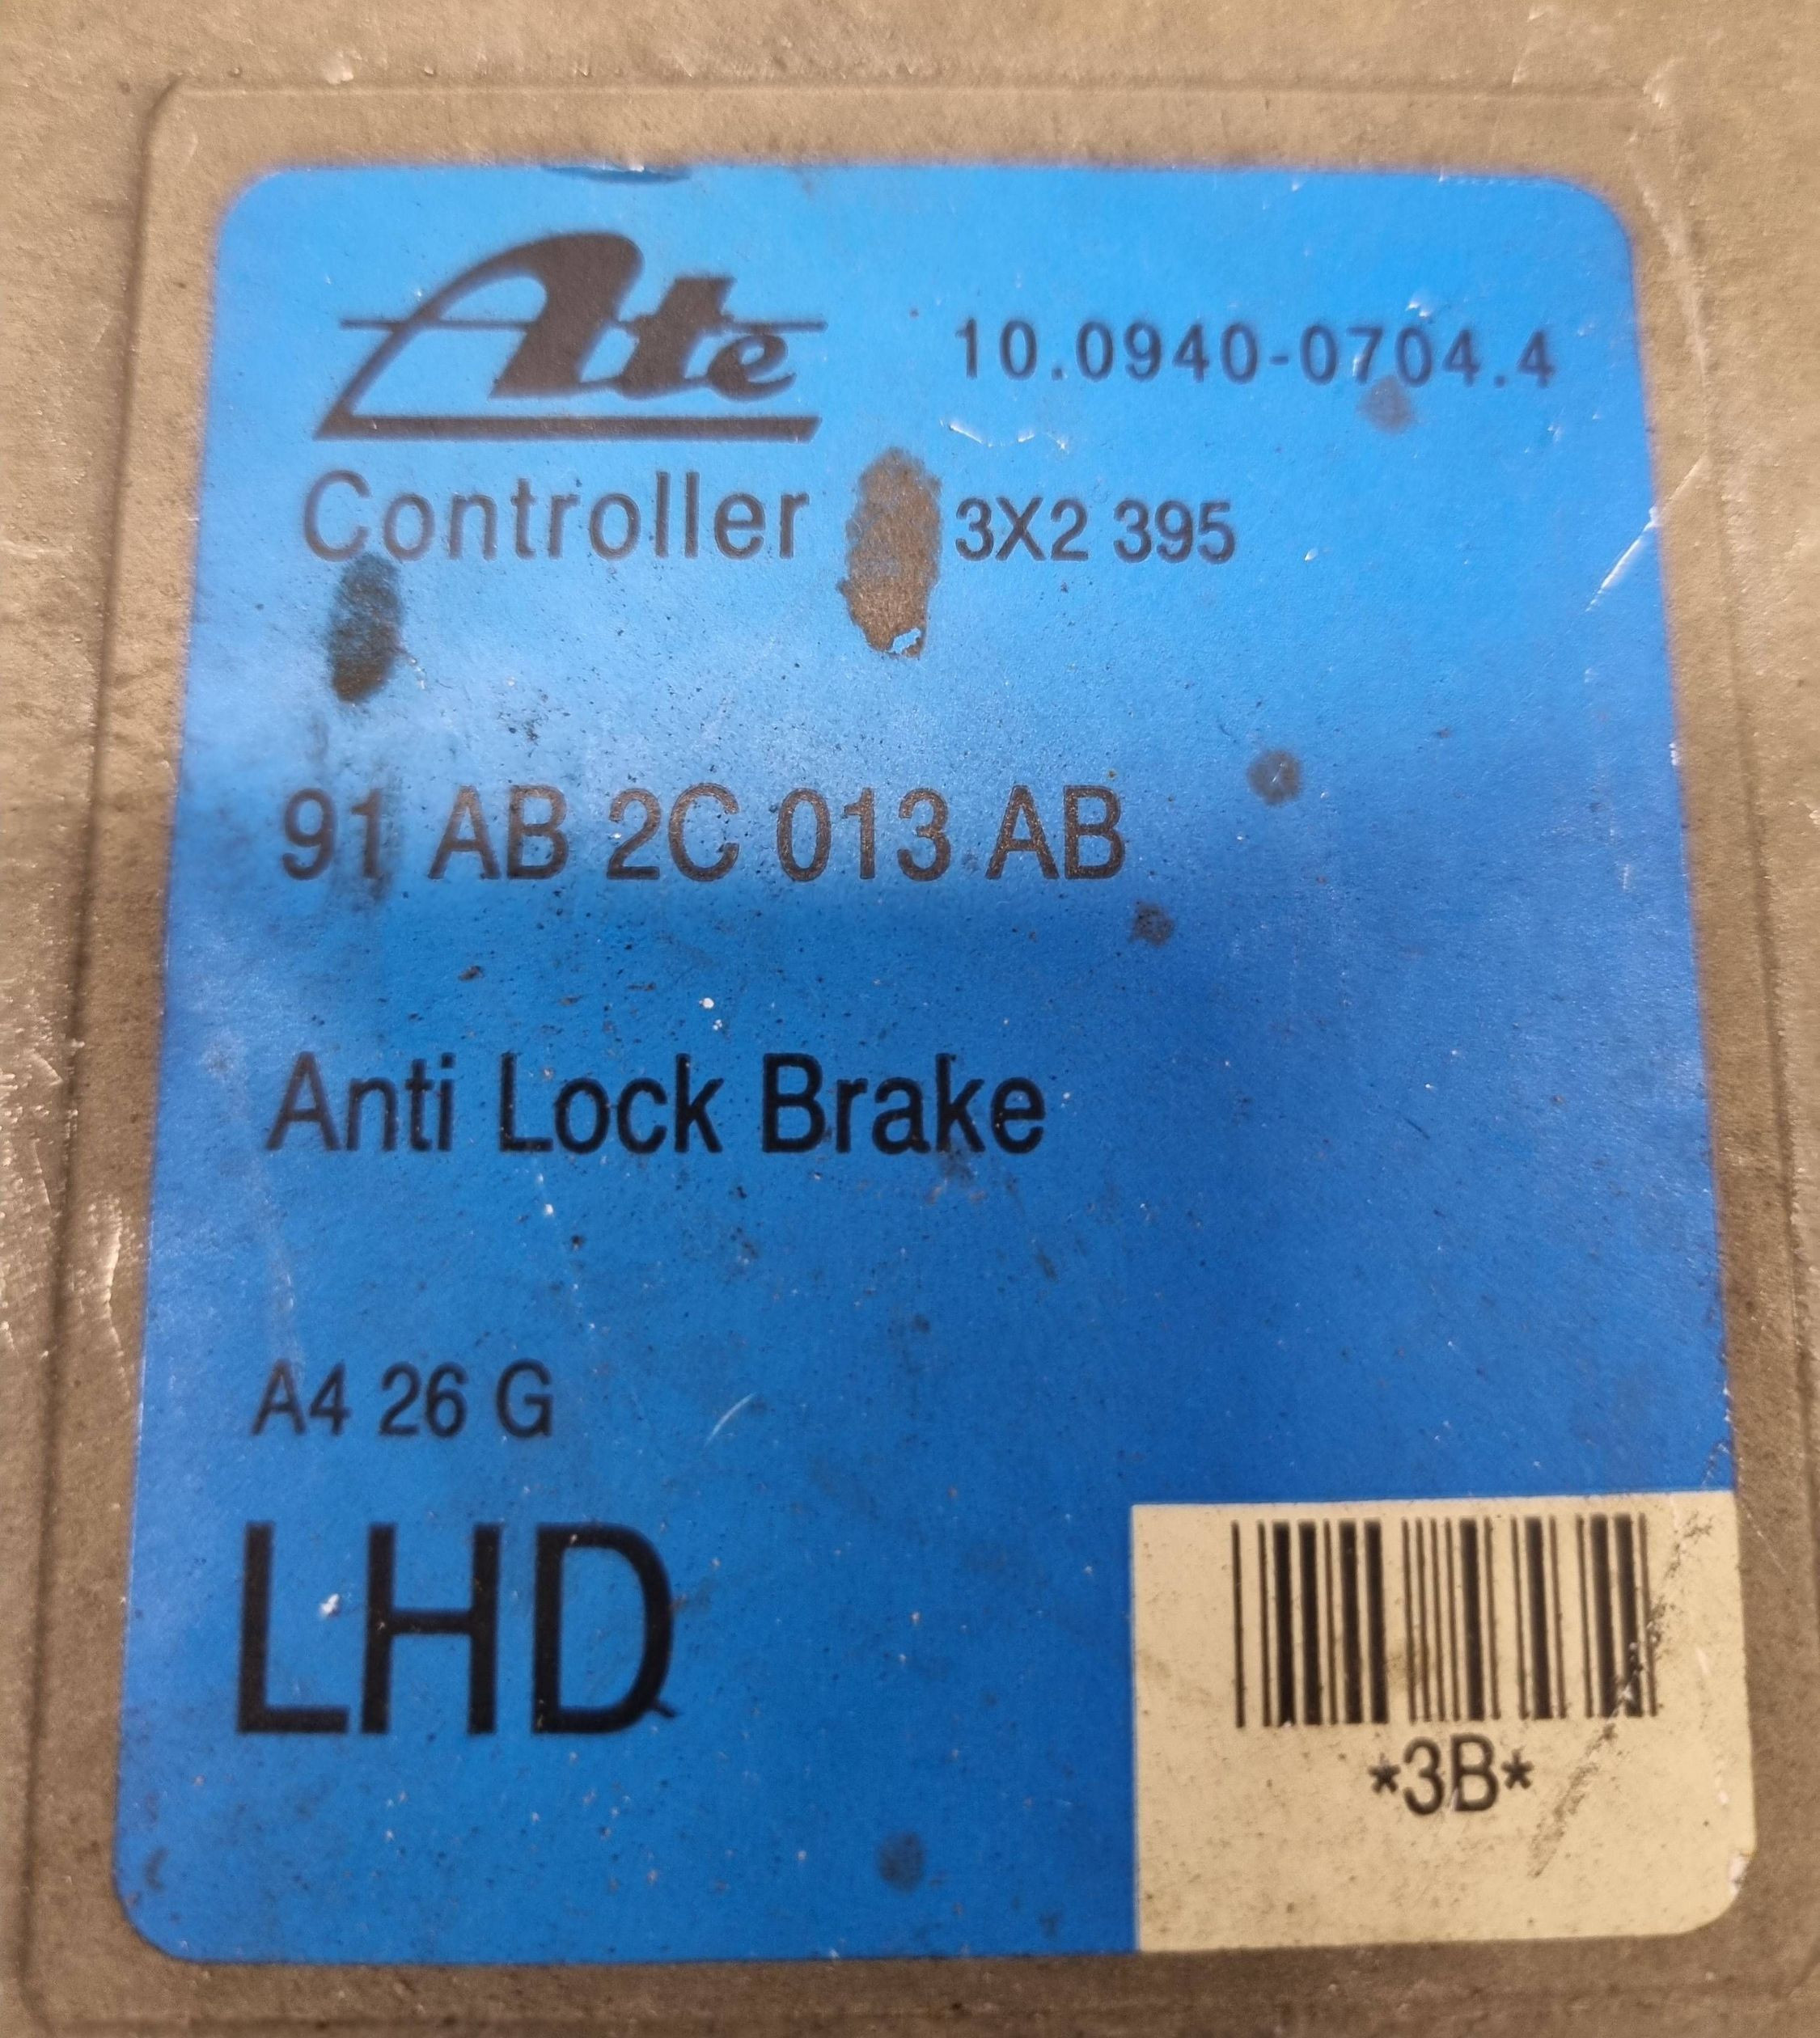 Ate 10.0940-0704.4
Controller 3X2 395
91 AB 2C 013 AB
Anti Lock Brake
A4 26 G
LHD
*3B*